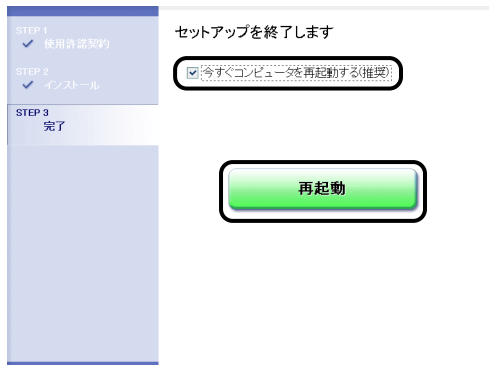 STEP 1
使用許諾契約
STEP 2
インストール
STEP 3
完了
セットアップを終了します
今すぐコンピュータを再起動する(推奨)
再起動